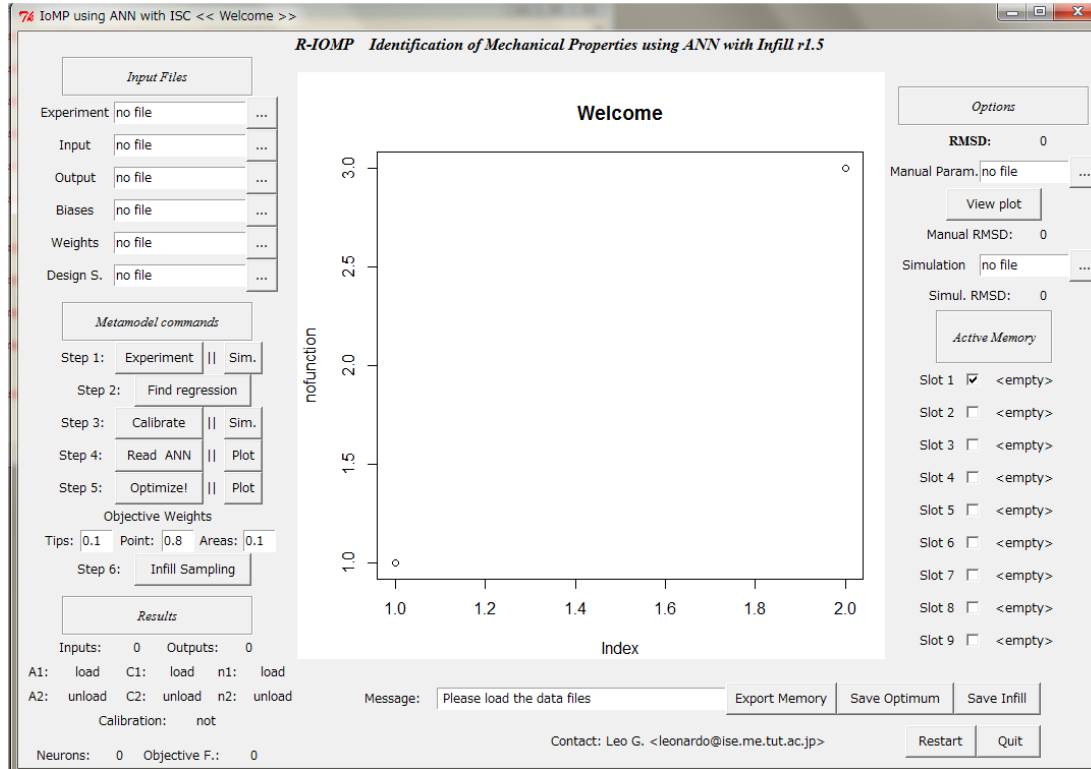 IoMP using ANN with ISC << Welcome >>
R-IOMP Identification of Mechanical Properties using ANN with Infill r1.5
Input Files
Experiment no file ...
Input no file ...
Output no file ...
Biases no file ...
Weights no file ...
Design S. no file ...
Metamodel commands
Step 1: Experiment || Sim.
Step 2: Find regression
Step 3: Calibrate || Sim.
Step 4: Read ANN || Plot
Step 5: Optimize! || Plot
Objective Weights
Tips: 0.1 Point: 0.8 Areas: 0.1
Step 6: Infill Sampling
Results
Inputs: 0 Outputs: 0
A1: load C1: load n1: load
A2: unload C2: unload n2: unload
Calibration: not
Neurons: 0 Objective F.: 0
Welcome
nofunction
3.0
2.5
2.0
1.5
1.0
1.0 1.2 1.4 1.6 1.8 2.0
Index
Options
RMSD: 0
Manual Param. no file ...
View plot
Manual RMSD: 0
Simulation no file ...
Simul. RMSD: 0
Active Memory
Slot 1 <empty>
Slot 2 <empty>
Slot 3 <empty>
Slot 4 <empty>
Slot 5 <empty>
Slot 6 <empty>
Slot 7 <empty>
Slot 8 <empty>
Slot 9 <empty>
Message: Please load the data files Export Memory Save Optimum Save Infill
Contact: Leo G. <leonardo@ise.me.tut.ac.jp> Restart Quit